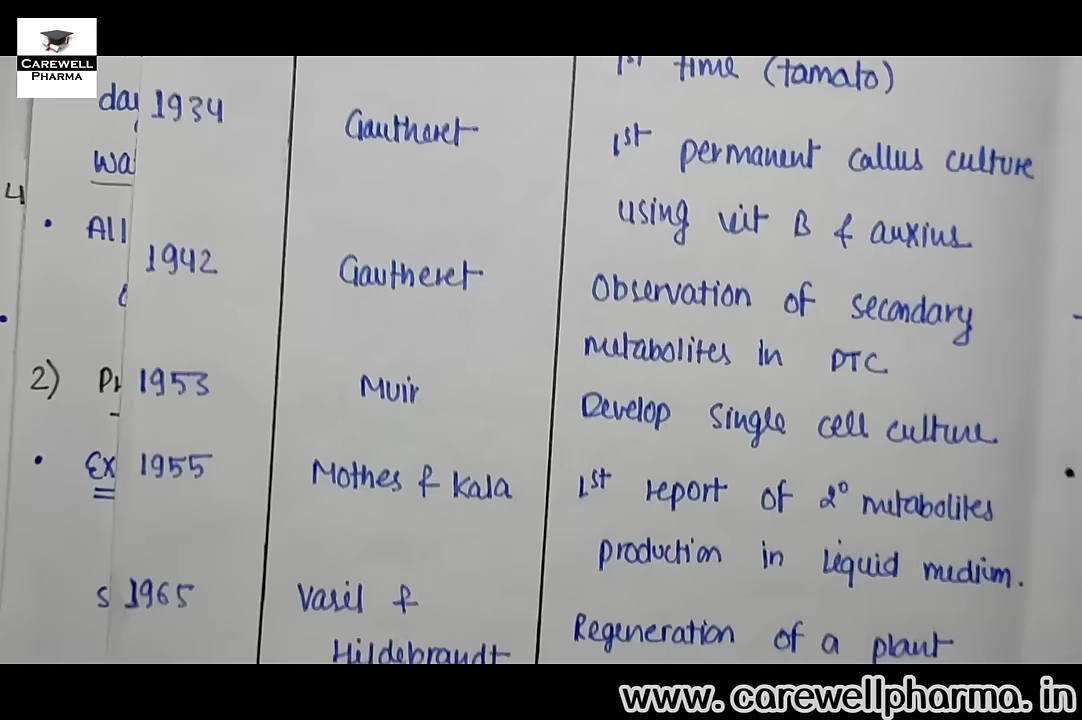 CAREWELL
PHARMA
1st time (tamato)
day 1934 Gautheret 1st permanent callus culture
wa
using vit B & auxius
4
• All
1942 Gautheret Observation of secondary
metabolites in PTC
2) 1953 Muir Develop single cell culture
• Ex 1955 Mothes & Kala 1st report of 2° metabolites
production in liquid medium.
s 1965 Vasil & Regeneration of a plant
Hildebrandt
www.carewellpharma.in